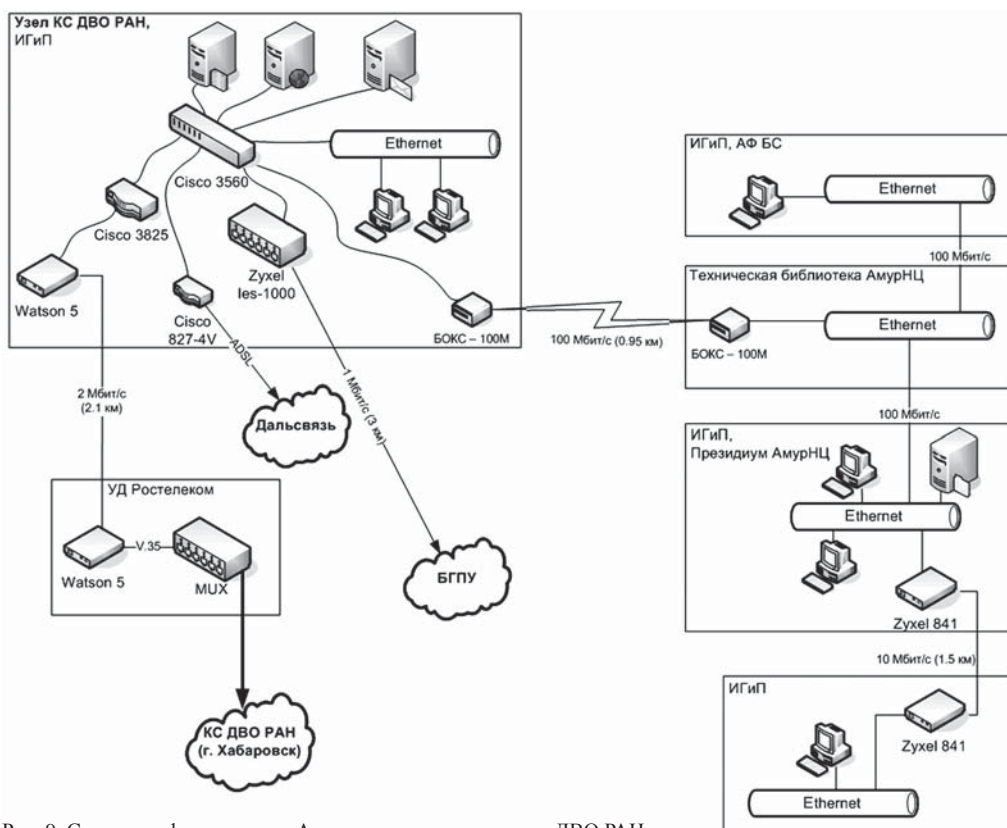 Узел КС ДВО РАН,
ИГиП
Ethernet
Cisco 3560
Cisco 3825
Zyxel
Ies-1000
Watson 5
Cisco
827-4V
БОКС – 100М
ADSL
1 Мбит/с (3 км)
2 Мбит/с
(2.1 км)
Дальсвязь
100 Мбит/с (0.95 км)
УД Ростелеком
Watson 5
V.35
MUX
БГПУ
КС ДВО РАН
(г. Хабаровск)
ИГиП, АФ БС
Ethernet
100 Мбит/с
Техническая библиотека АмурНЦ
Ethernet
БОКС – 100М
100 Мбит/с
ИГиП,
Президиум АмурНЦ
Ethernet
Zyxel 841
10 Мбит/с (1.5 км)
ИГиП
Zyxel 841
Ethernet
ДВО РАН